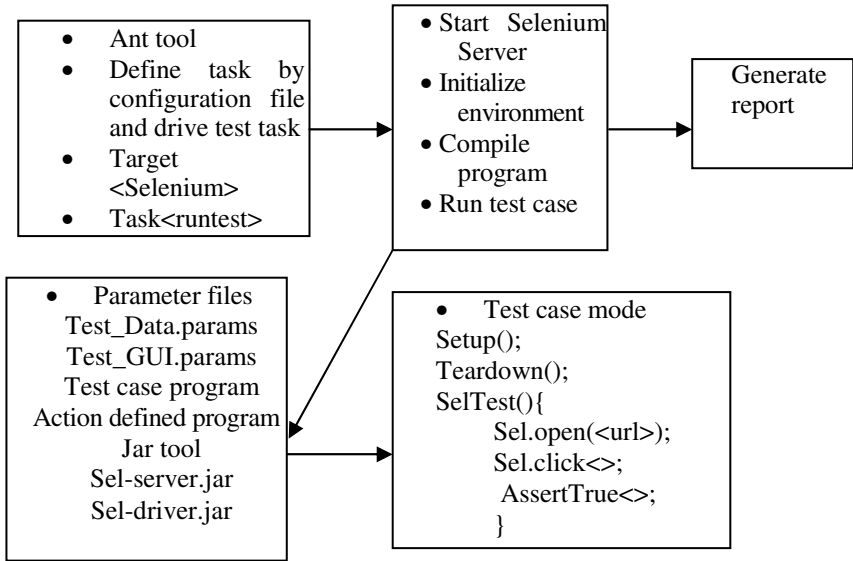 • Ant tool
• Define task by
configuration file
and drive test task
• Target
<Selenium>
• Task<runtest>
• Start Selenium
Server
• Initialize
environment
• Compile
program
• Run test case
Generate
report
• Parameter files
Test_Data.params
Test_GUI.params
Test case program
Action defined program
Jar tool
Sel-server.jar
Sel-driver.jar
• Test case mode
Setup();
Teardown();
SelTest(){
Sel.open(<url>);
Sel.click<>;
AssertTrue<>;
}